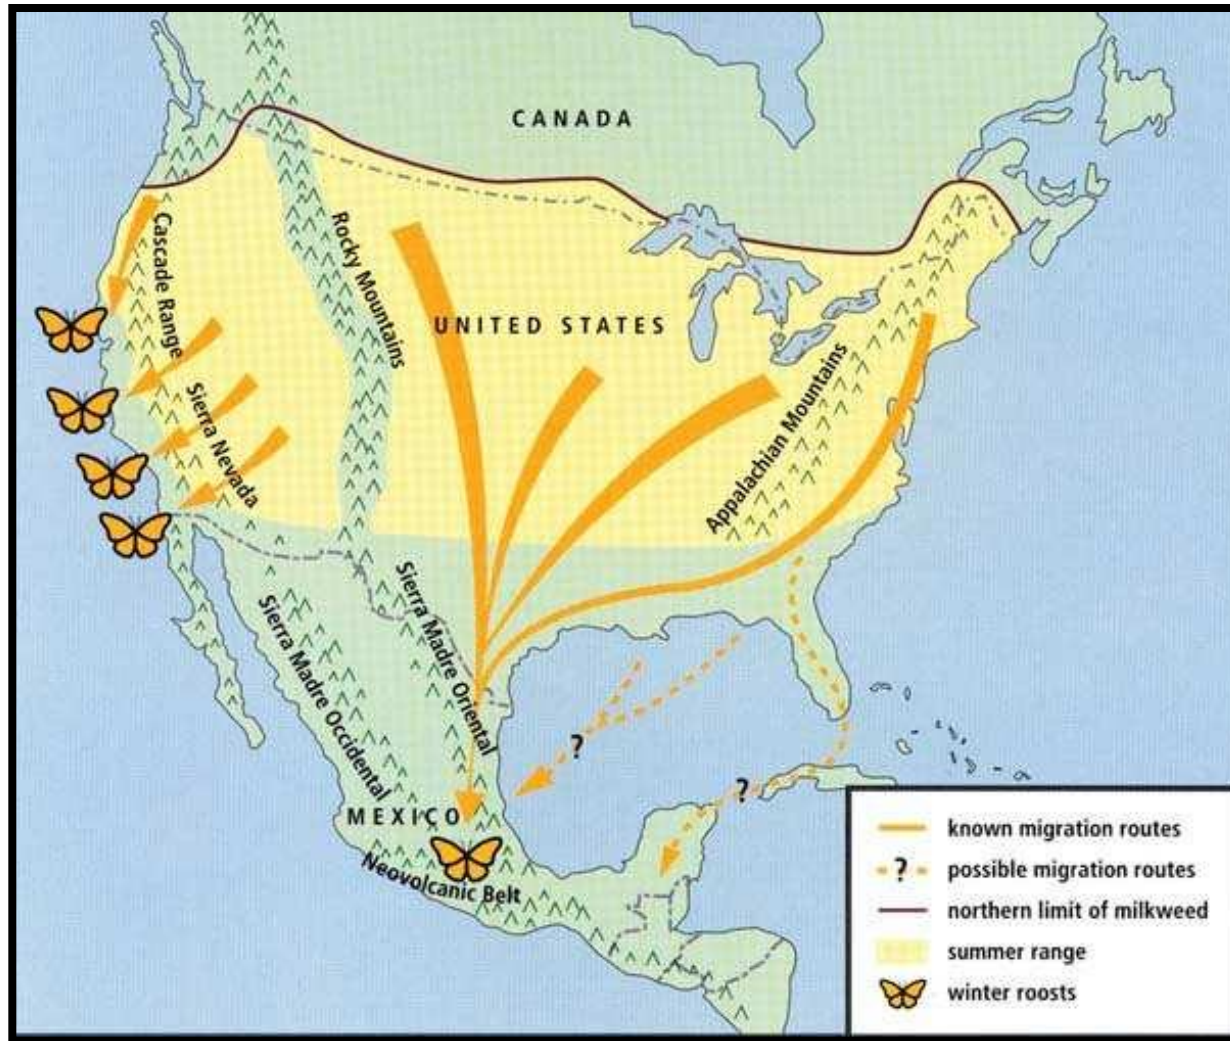 CANADA
Cascade Range
Rocky Mountains
UNITED STATES
Sierra Nevada
Appalachian Mountains
Sierra Madre Occidental
Sierra Madre Oriental
?
?
MEXICO
Neovolcanic Belt
known migration routes
? possible migration routes
northern limit of milkweed
summer range
winter roosts